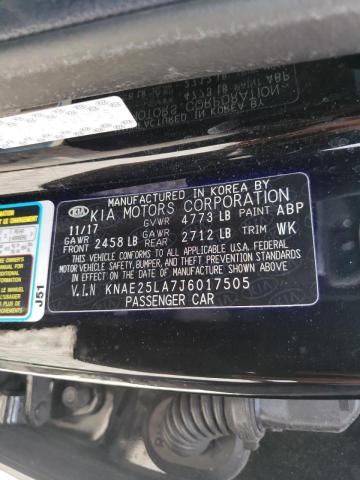 MANUFACTURED IN KOREA BY
KIA KIA MOTORS CORPORATION
11/17 GVWR 4773 LB PAINT ABP
GAWR FRONT 2458 LB GAWR REAR 2712 LB TRIM WK
THIS VEHICLE CONFORMS TO ALL APPLICABLE U.S. FEDERAL
MOTOR VEHICLE SAFETY, BUMPER, AND THEFT PREVENTION STANDARDS
IN EFFECT ON THE DATE OF MANUFACTURE SHOWN ABOVE.
V.I.N KNAE25LA7J6017505
PASSENGER CAR
J51